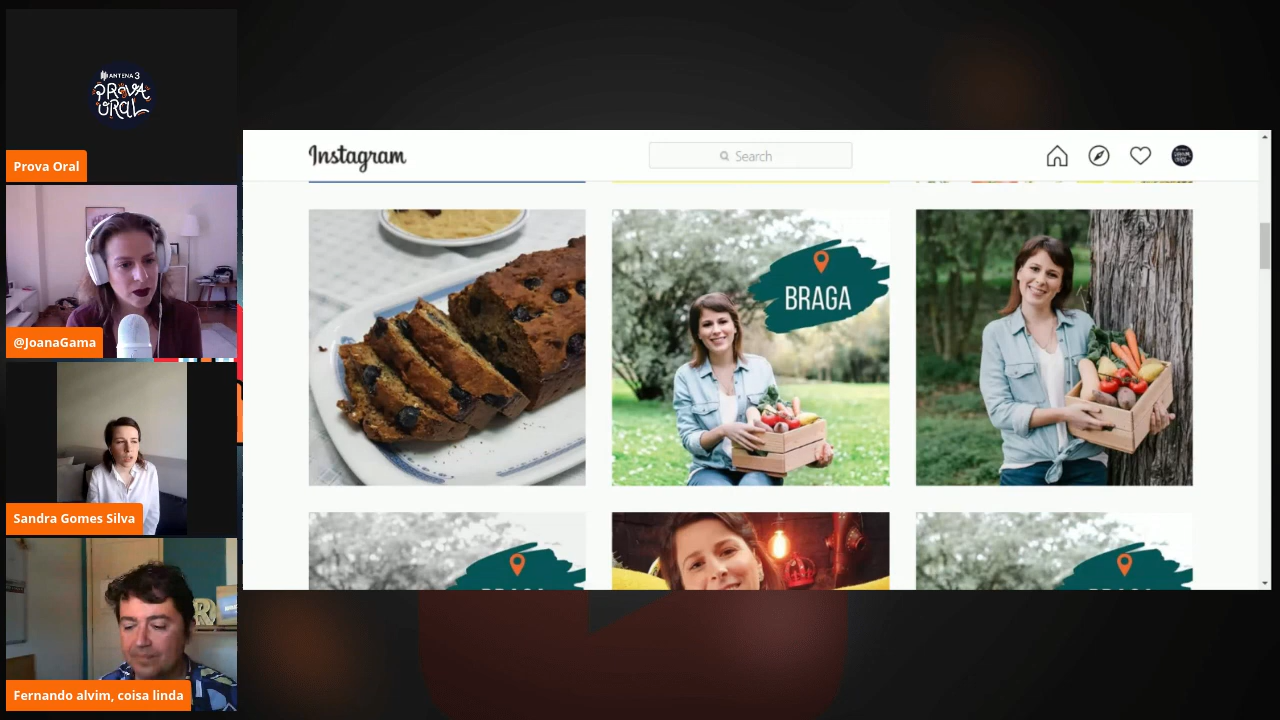 ANTENA 3
PROVA
ORAL
Prova Oral
@JoanaGama
Sandra Gomes Silva
Fernando alvim, coisa linda
Instagram
Search
BRAGA